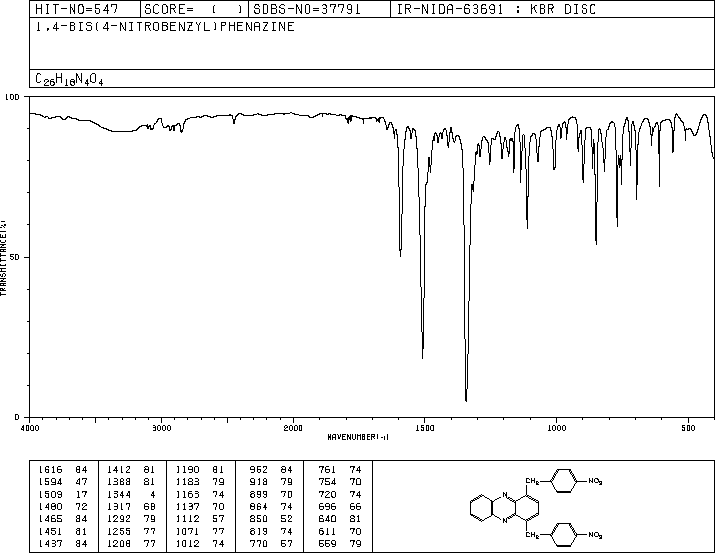 HIT-NO=547 SCORE= ( ) SDBS-NO=37791 IR-NIDA-63691 : KBR DISC
1,4-BIS(4-NITROBENZYL)PHENAZINE
C26H18N4O4
100
50
0
TRANSMITTANCE(%)
4000 3000 2000 1500 1000 500
WAVENUMBER(-1)
1616 84 1412 81 1190 81 962 84 761 74
1594 47 1388 81 1183 79 918 79 754 70
1509 17 1344 4 1163 74 899 70 720 74
1480 72 1317 68 1137 70 864 74 696 66
1465 84 1292 79 1112 57 850 52 640 81
1451 81 1255 77 1071 77 819 74 611 70
1437 84 1208 77 1012 74 770 57 559 79
CH2 NO2
N
N
CH2 NO2